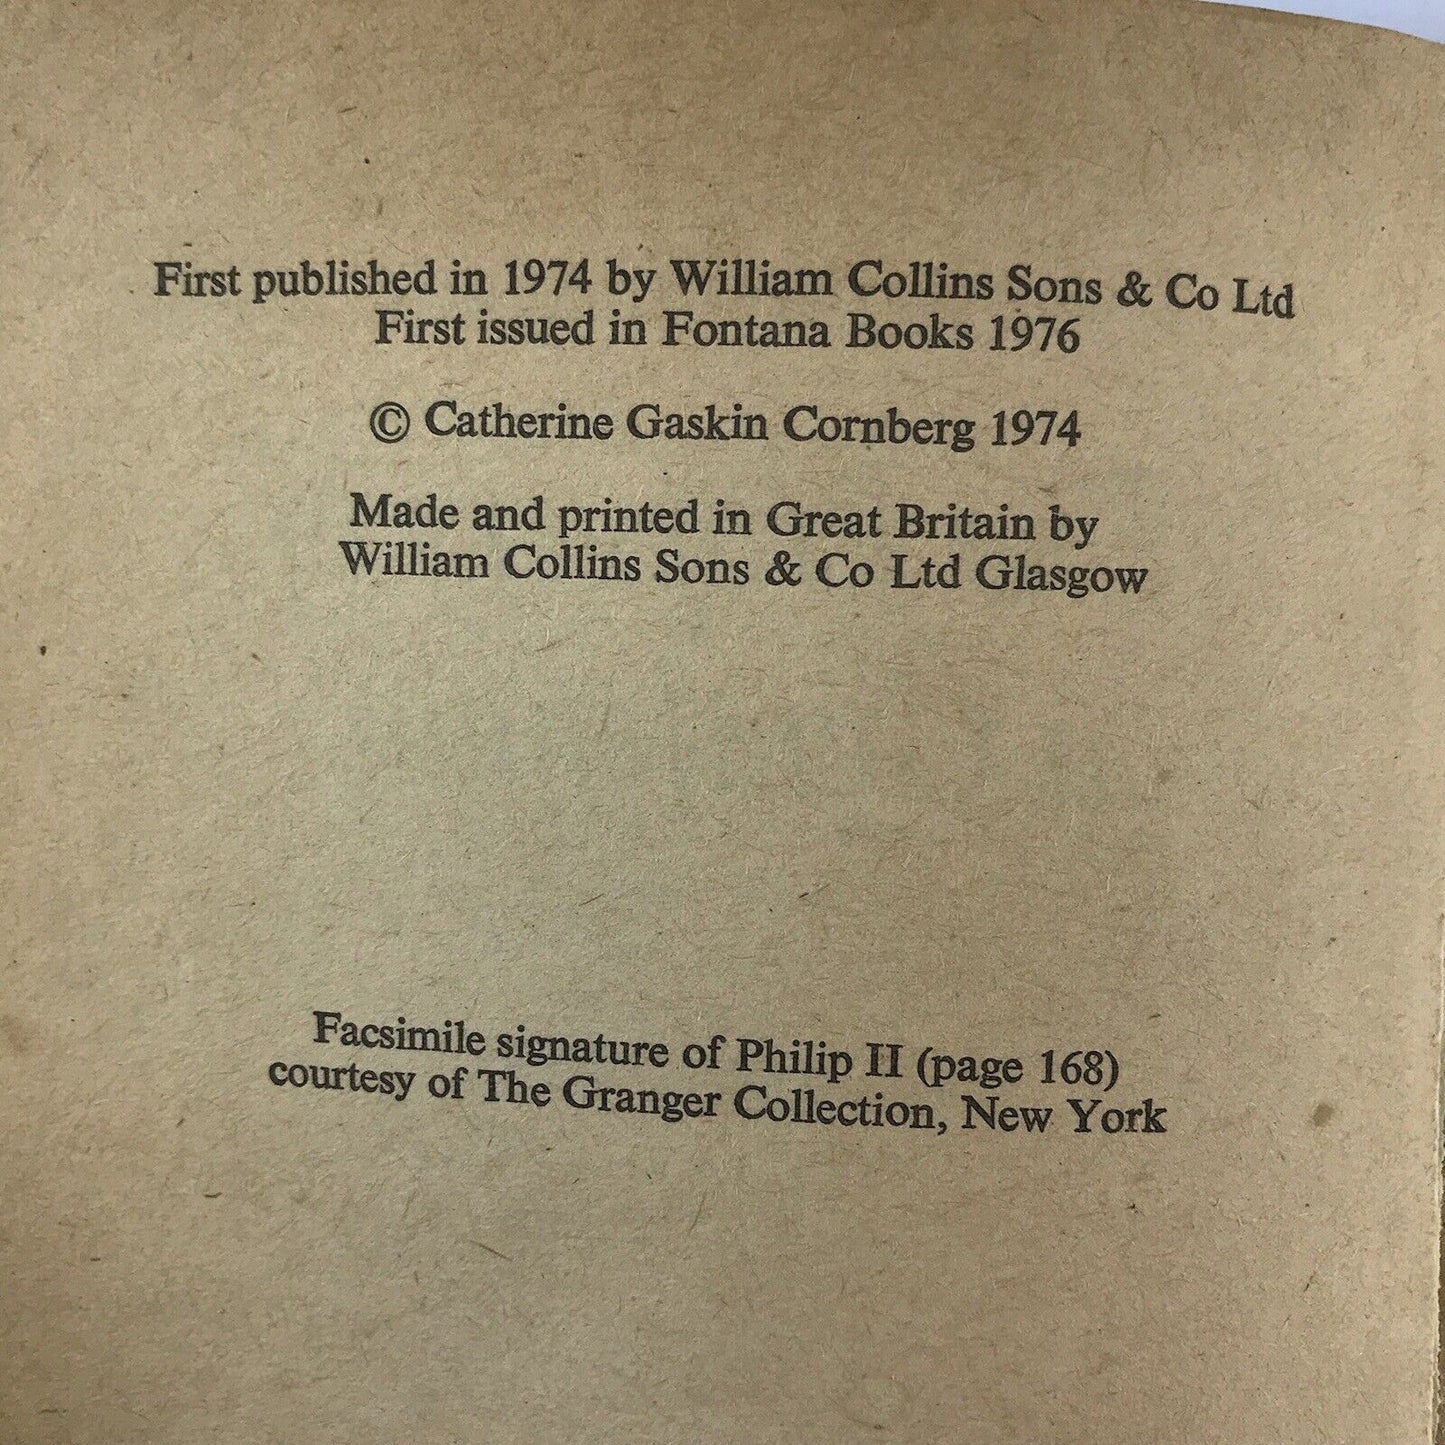 First published in 1974 by William Collins Sons & Co Ltd
First issued in Fontana Books 1976
© Catherine Gaskin Cornberg 1974
Made and printed in Great Britain by
William Collins Sons & Co Ltd Glasgow
Facsimile signature of Philip II (page 168)
courtesy of The Granger Collection, New York